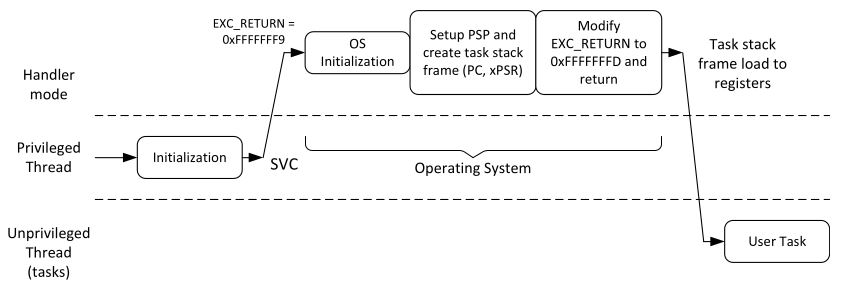 EXC_RETURN =
0xFFFFFFF9
OS
Initialization
Setup PSP and
create task stack
frame (PC, xPSR)
Modify
EXC_RETURN to
0xFFFFFFFD and
return
Task stack
frame load to
registers
Handler
mode
Privileged
Thread
Initialization
SVC
Operating System
Unprivileged
Thread
(tasks)
User Task